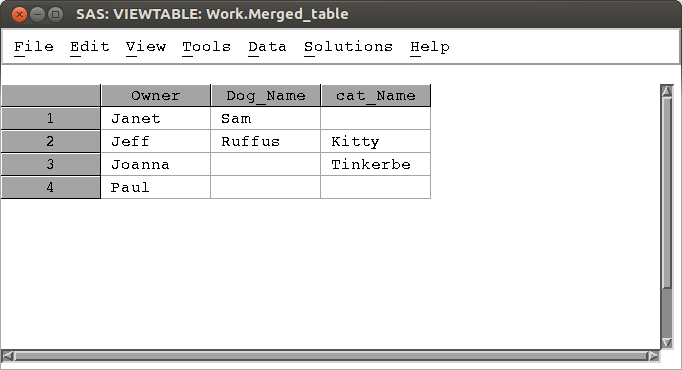 SAS: VIEWTABLE: Work.Merged_table
File Edit View Tools Data Solutions Help
Owner Dog_Name cat_Name
1 Janet Sam
2 Jeff Ruffus Kitty
3 Joanna Tinkerbe
4 Paul